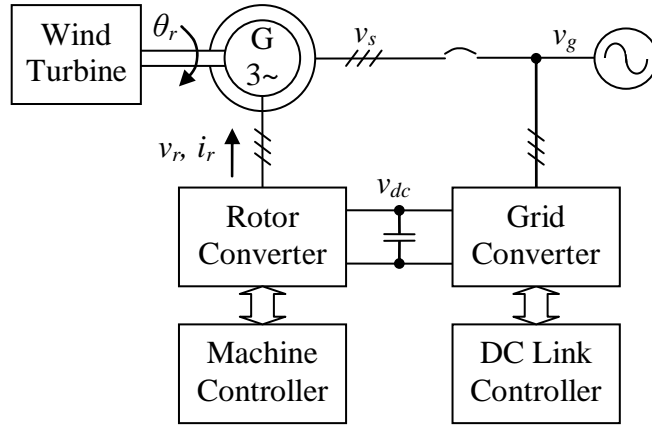 Wind
Turbine
θr
G
3~
vs
vg
vr, ir
vdc
Rotor
Converter
Grid
Converter
Machine
Controller
DC Link
Controller